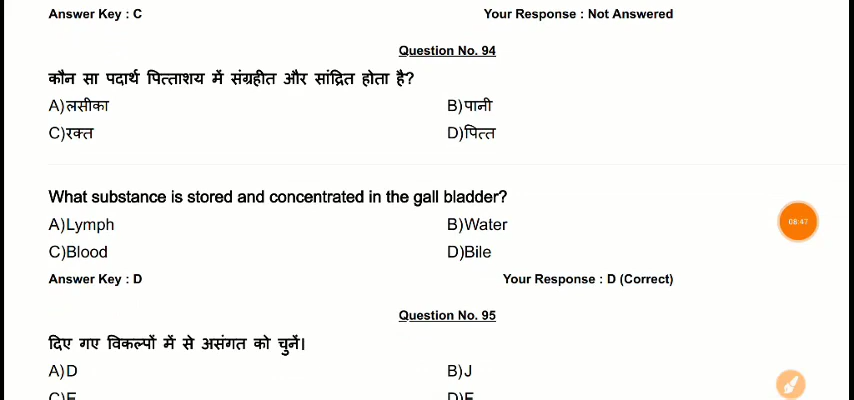 Answer Key : C Your Response : Not Answered
Question No. 94
कौन सा पदार्थ पित्ताशय में संग्रहीत और सांद्रित होता है?
A)लसीका B)पानी
C)रक्त D)पित्त
What substance is stored and concentrated in the gall bladder?
A)Lymph B)Water
C)Blood D)Bile
08:47
Answer Key : D Your Response : D (Correct)
Question No. 95
दिए गए विकल्पों में से असंगत को चुनें।
A)D B)J